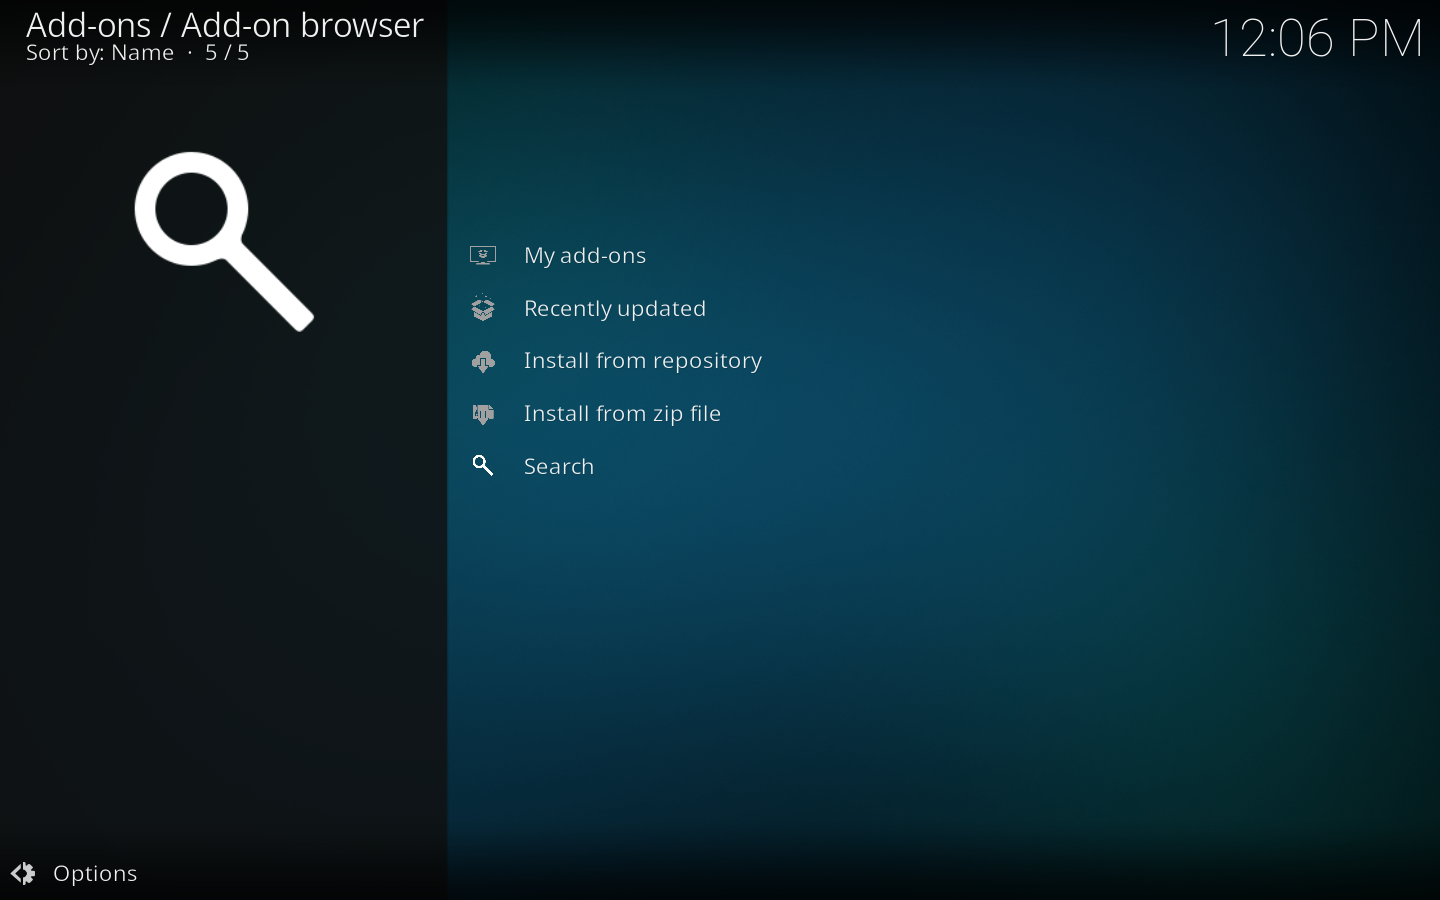 Add-ons / Add-on browser
Sort by: Name · 5 / 5
12:06 PM
My add-ons
Recently updated
Install from repository
Install from zip file
Search
Options